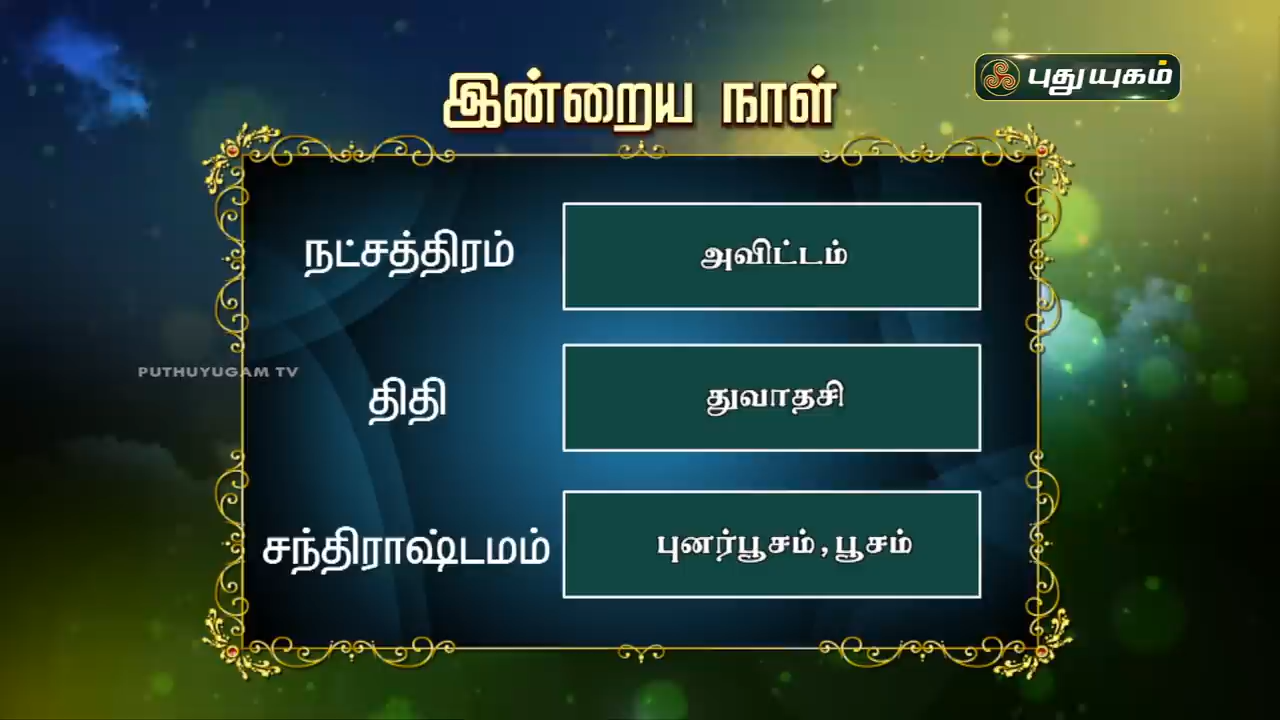 புதுயுகம்
இன்றைய நாள்
நட்சத்திரம் அவிட்டம்
PUTHUYUGAM TV
திதி துவாதசி
சந்திராஷ்டமம் புனர்பூசம்,பூசம்